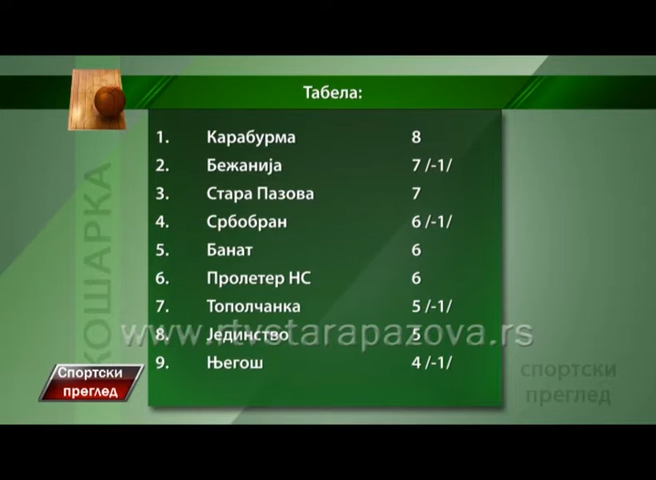 Табела:
1. Карабурма 8
2. Бежанија 7 /-1/
3. Стара Пазова 7
4. Србобран 6 /-1/
5. Банат 6
6. Пролетер НС 6
7. Тополчанка 5 /-1/
www.rtvstarapazova.rs
8. Јединство 5
9. Његош 4 /-1/
КОШАРКА
Спортски
преглед
спортски
преглед